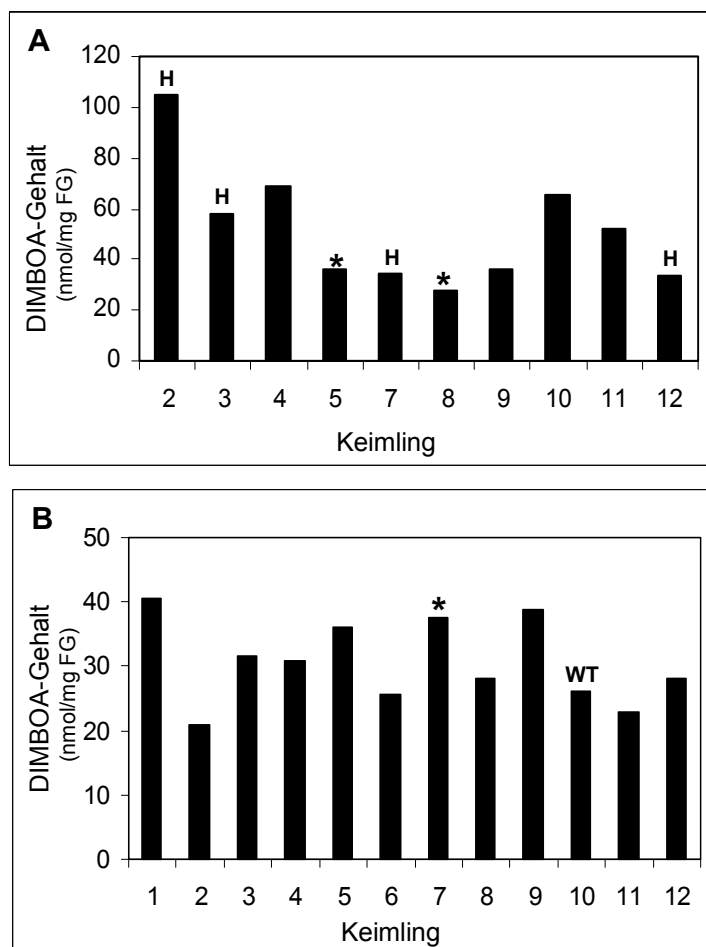 A
DIMBOA-Gehalt
(nmol/mg FG)
120
100
80
60
40
20
0
H
H
*
H
*
H
2 3 4 5 7 8 9 10 11 12
Keimling
B
DIMBOA-Gehalt
(nmol/mg FG)
50
40
30
20
10
0
*
WT
1 2 3 4 5 6 7 8 9 10 11 12
Keimling